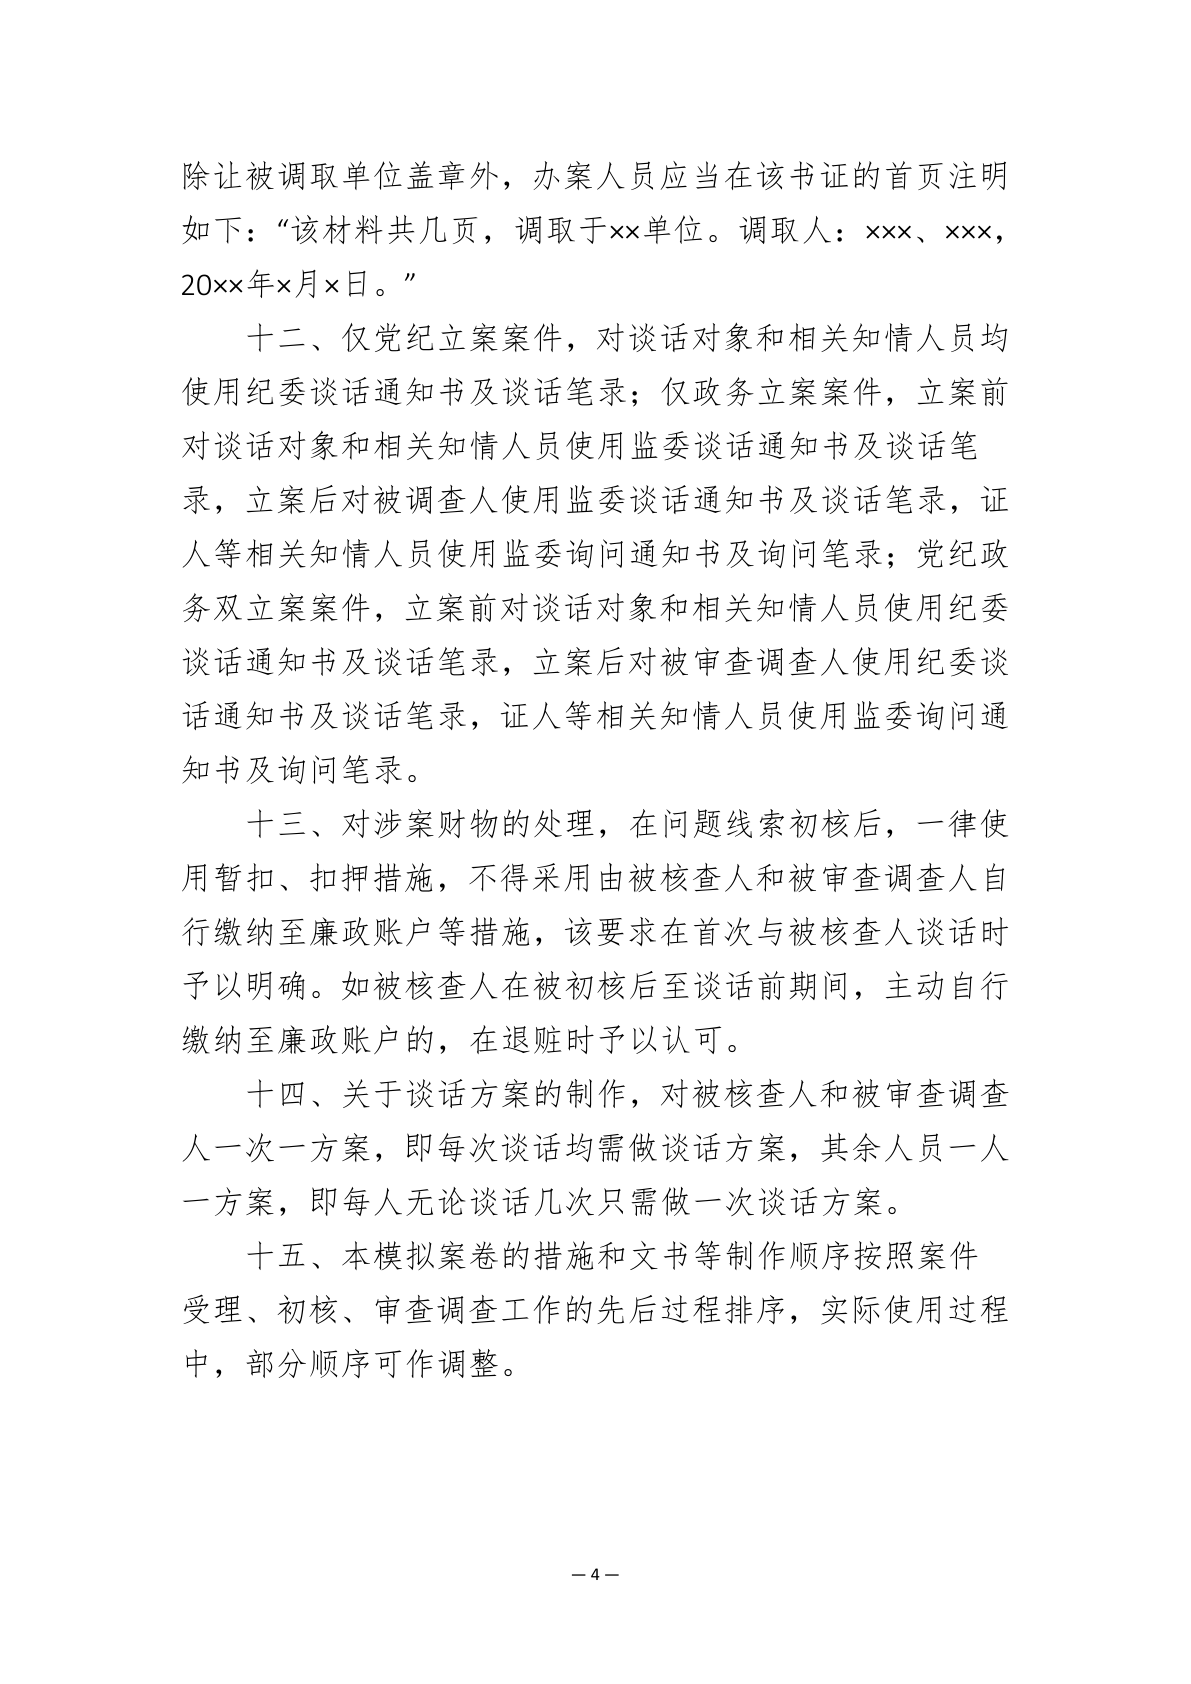 除让被调取单位盖章外，办案人员应当在该书证的首页注明
如下：“该材料共几页，调取于××单位。调取人：×××、×××，
20××年×月×日。”
十二、仅党纪立案案件，对谈话对象和相关知情人员均
使用纪委谈话通知书及谈话笔录；仅政务立案案件，立案前
对谈话对象和相关知情人员使用监委谈话通知书及谈话笔
录，立案后对被调查人使用监委谈话通知书及谈话笔录，证
人等相关知情人员使用监委询问通知书及询问笔录；党纪政
务双立案案件，立案前对谈话对象和相关知情人员使用纪委
谈话通知书及谈话笔录，立案后对被审查调查人使用纪委谈
话通知书及谈话笔录，证人等相关知情人员使用监委询问通
知书及询问笔录。
十三、对涉案财物的处理，在问题线索初核后，一律使
用暂扣、扣押措施，不得采用由被核查人和被审查调查人自
行缴纳至廉政账户等措施，该要求在首次与被核查人谈话时
予以明确。如被核查人在被初核后至谈话前期间，主动自行
缴纳至廉政账户的，在退赃时予以认可。
十四、关于谈话方案的制作，对被核查人和被审查调查
人一次一方案，即每次谈话均需做谈话方案，其余人员一人
一方案，即每人无论谈话几次只需做一次谈话方案。
十五、本模拟案卷的措施和文书等制作顺序按照案件
受理、初核、审查调查工作的先后过程排序，实际使用过程
中，部分顺序可作调整。
— 4 —